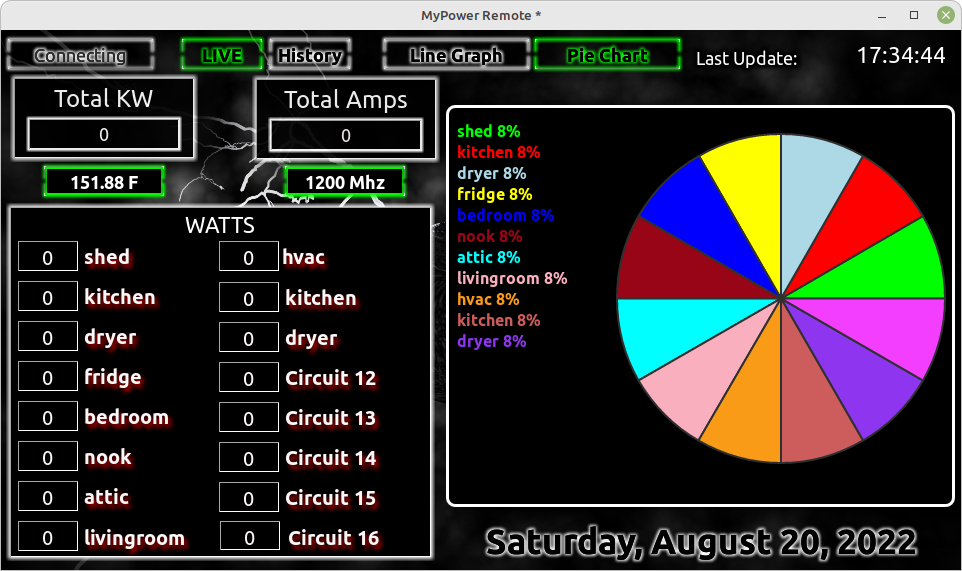 MyPower Remote *
Connecting LIVE History Line Graph Pie Chart Last Update: 17:34:44
Total KW
0
Total Amps
0
151.88 F
1200 Mhz
WATTS
0 shed 0 hvac
0 kitchen 0 kitchen
0 dryer 0 dryer
0 fridge 0 Circuit 12
0 bedroom 0 Circuit 13
0 nook 0 Circuit 14
0 attic 0 Circuit 15
0 livingroom 0 Circuit 16
shed 8%
kitchen 8%
dryer 8%
fridge 8%
bedroom 8%
nook 8%
attic 8%
livingroom 8%
hvac 8%
kitchen 8%
dryer 8%
Saturday, August 20, 2022